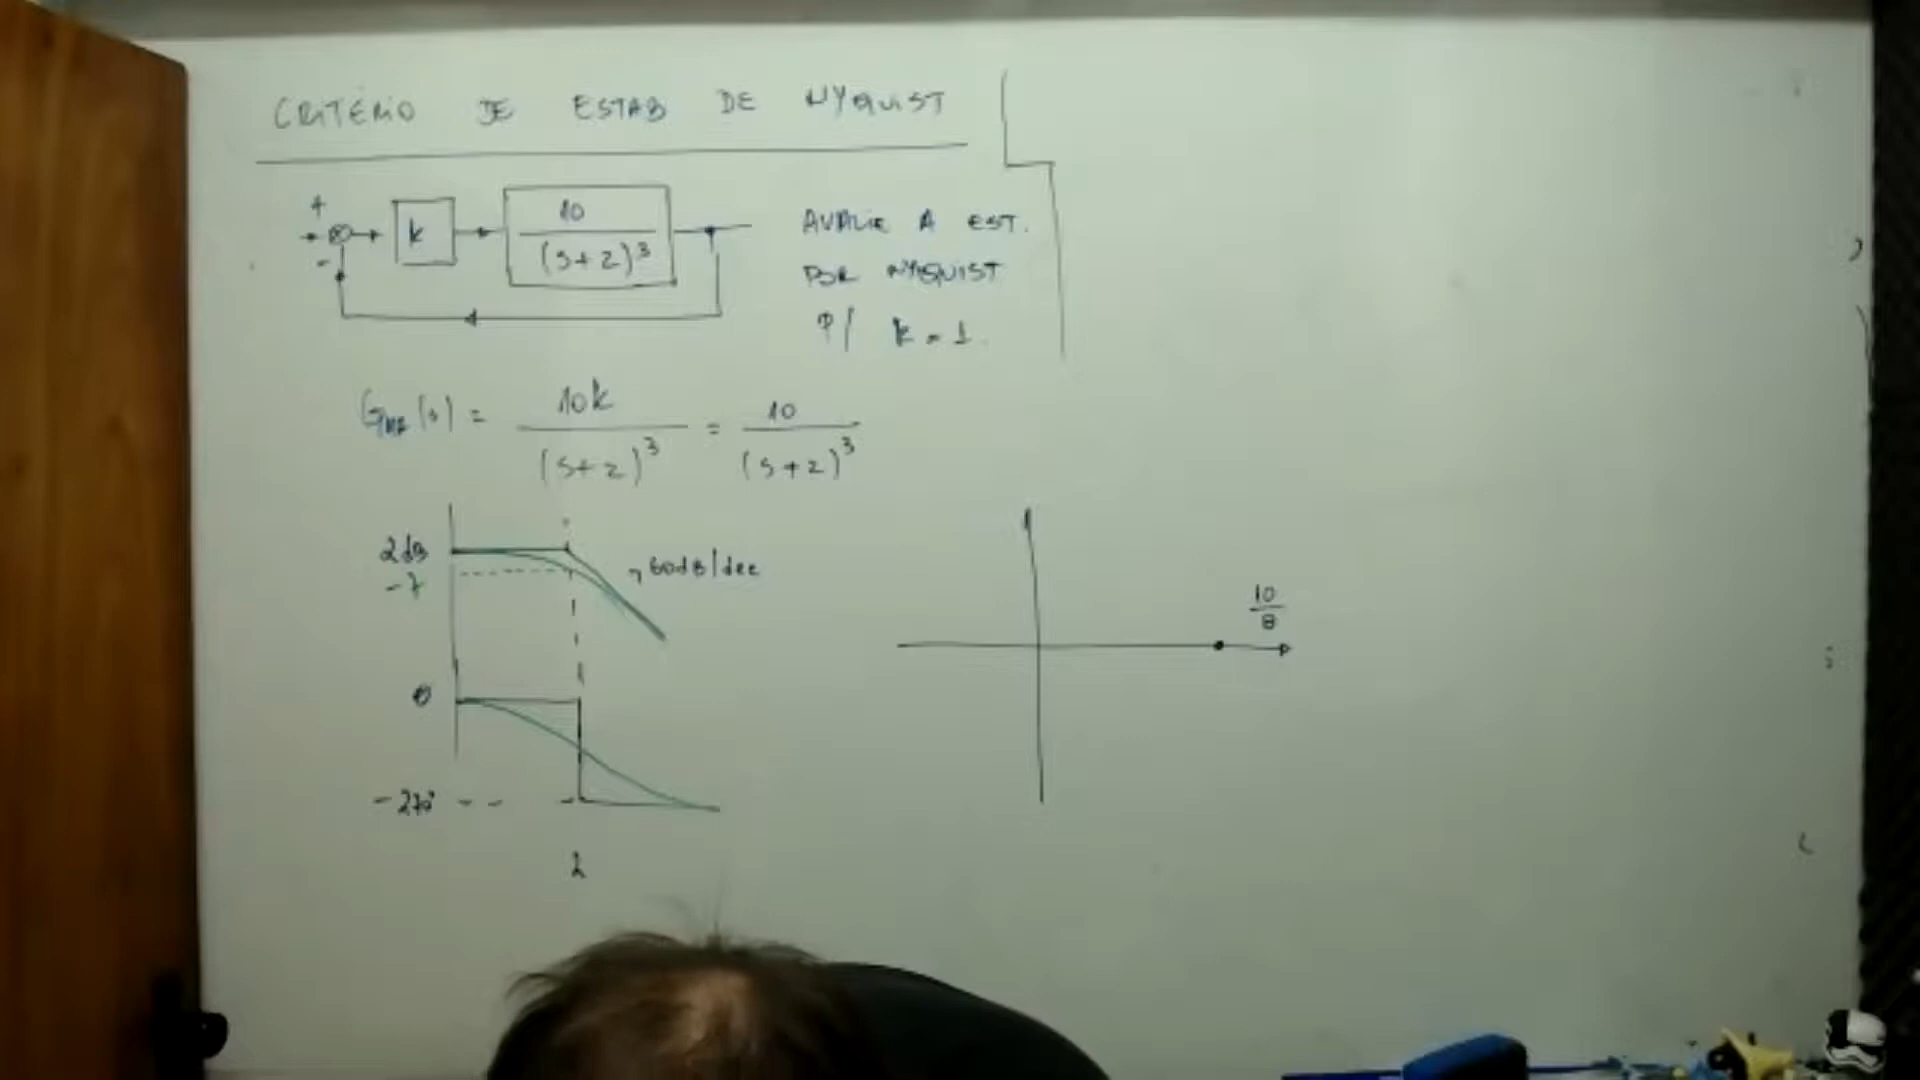 CRITÉRIO DE ESTAB DE NYQUIST
+
-
k
10
(s+2)^3
AVALIE A EST.
POR NYQUIST
P/ k = 1.
G_MA(s) = 10k / (s+2)^3 = 10 / (s+2)^3
2dB
-7
-60dB/dec
0
-270°
2
10
8